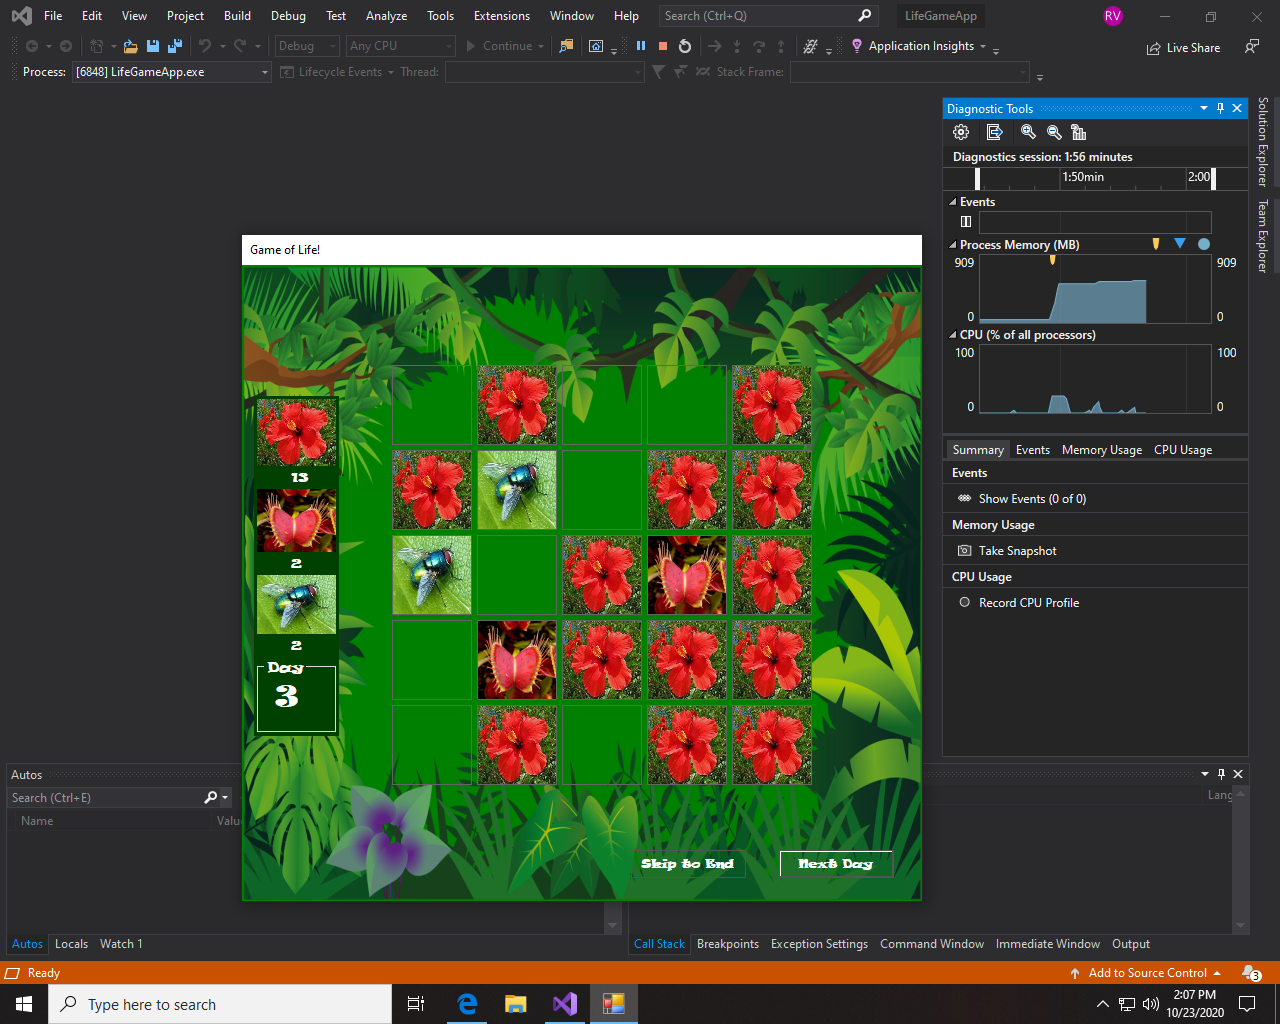 File Edit View Project Build Debug Test Analyze Tools Extensions Window Help Search (Ctrl+Q) LifeGameApp RV
Debug Any CPU Continue Application Insights Live Share
Process: [6848] LifeGameApp.exe Lifecycle Events Thread: Stack Frame:
Diagnostic Tools
Diagnostics session: 1:56 minutes
1:50min 2:00
Events
Process Memory (MB)
909 909
0 0
CPU (% of all processors)
100 100
0 0
Summary Events Memory Usage CPU Usage
Events
Show Events (0 of 0)
Memory Usage
Take Snapshot
CPU Usage
Record CPU Profile
Solution Explorer
Team Explorer
Game of Life!
13
2
2
Day
3
Skip to End Next Day
Autos
Search (Ctrl+E)
Name Valu
Lang
Autos Locals Watch 1
Call Stack Breakpoints Exception Settings Command Window Immediate Window Output
Ready Add to Source Control 3
Type here to search
2:07 PM
10/23/2020